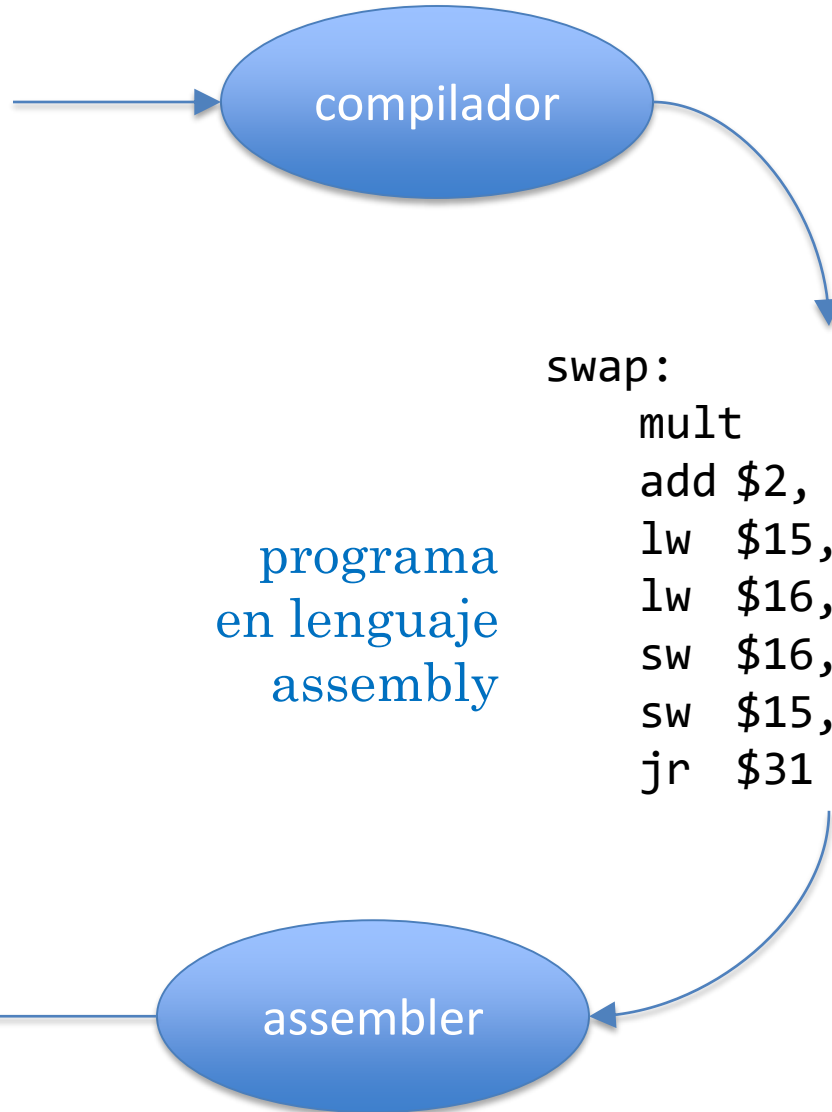 compilador
swap:
mult
add $2,
lw $15,
lw $16,
sw $16,
sw $15,
jr $31
programa
en lenguaje
assembly
assembler